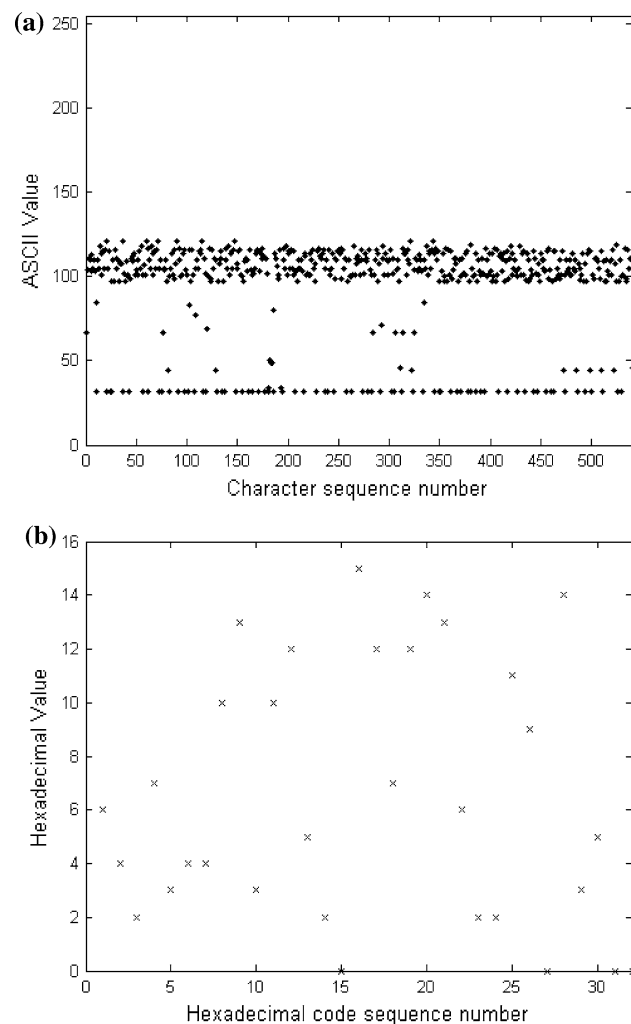 (a)
250
200
150
100
50
0
ASCII Value
0 50 100 150 200 250 300 350 400 450 500
Character sequence number
(b)
16
14
12
10
8
6
4
2
0
Hexadecimal Value
0 5 10 15 20 25 30
Hexadecimal code sequence number